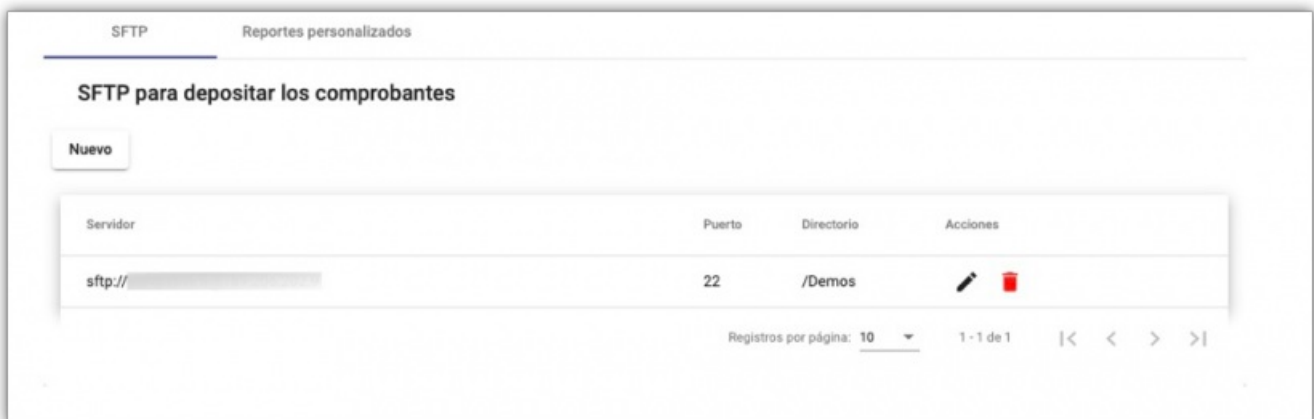 SFTP Reportes personalizados
SFTP para depositar los comprobantes
Nuevo
Servidor Puerto Directorio Acciones
sftp:// 22 /Demos
Registros por página: 10 1 - 1 de 1